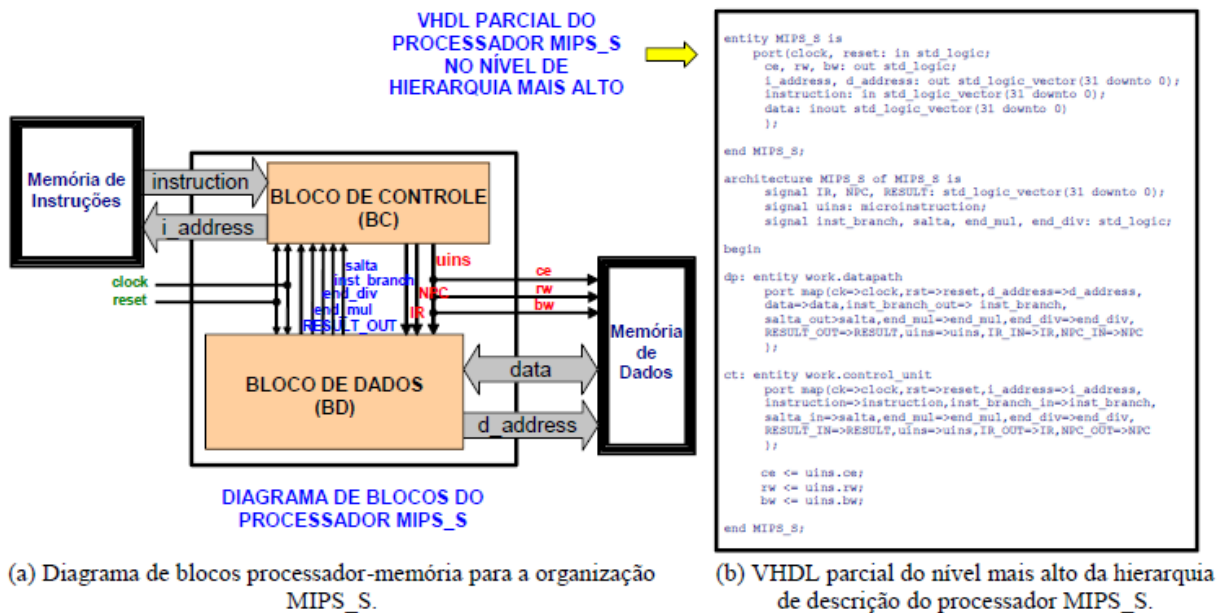 VHDL PARCIAL DO
PROCESSADOR MIPS_S
NO NÍVEL DE
HIERARQUIA MAIS ALTO
Memória de
Instruções
instruction
i_address
BLOCO DE CONTROLE
(BC)
clock
reset
salta
inst_branch
end_div
end_mul
RESULT_OUT
uins
NPC
IR
ce
rw
bw
BLOCO DE DADOS
(BD)
data
d_address
Memória
de
Dados
DIAGRAMA DE BLOCOS DO
PROCESSADOR MIPS_S
(a) Diagrama de blocos processador-memória para a organização
MIPS_S.
entity MIPS_S is
port(clock, reset: in std_logic;
ce, rw, bw: out std_logic;
i_address, d_address: out std_logic_vector(31 downto 0);
instruction: in std_logic_vector(31 downto 0);
data: inout std_logic_vector(31 downto 0)
);
end MIPS_S;
architecture MIPS_S of MIPS_S is
signal IR, NPC, RESULT: std_logic_vector(31 downto 0);
signal uins: microinstruction;
signal inst_branch, salta, end_mul, end_div: std_logic;
begin
dp: entity work.datapath
port map(ck=>clock,rst=>reset,d_address=>d_address,
data=>data,inst_branch_out=> inst_branch,
salta_out=>salta,end_mul=>end_mul,end_div=>end_div,
RESULT_OUT=>RESULT,uins=>uins,IR_IN=>IR,NPC_IN=>NPC
);
ct: entity work.control_unit
port map(ck=>clock,rst=>reset,i_address=>i_address,
instruction=>instruction,inst_branch_in=>inst_branch,
salta_in=>salta,end_mul=>end_mul,end_div=>end_div,
RESULT_IN=>RESULT,uins=>uins,IR_OUT=>IR,NPC_OUT=>NPC
);
ce <= uins.ce;
rw <= uins.rw;
bw <= uins.bw;
end MIPS_S;
(b) VHDL parcial do nível mais alto da hierarquia
de descrição do processador MIPS_S.